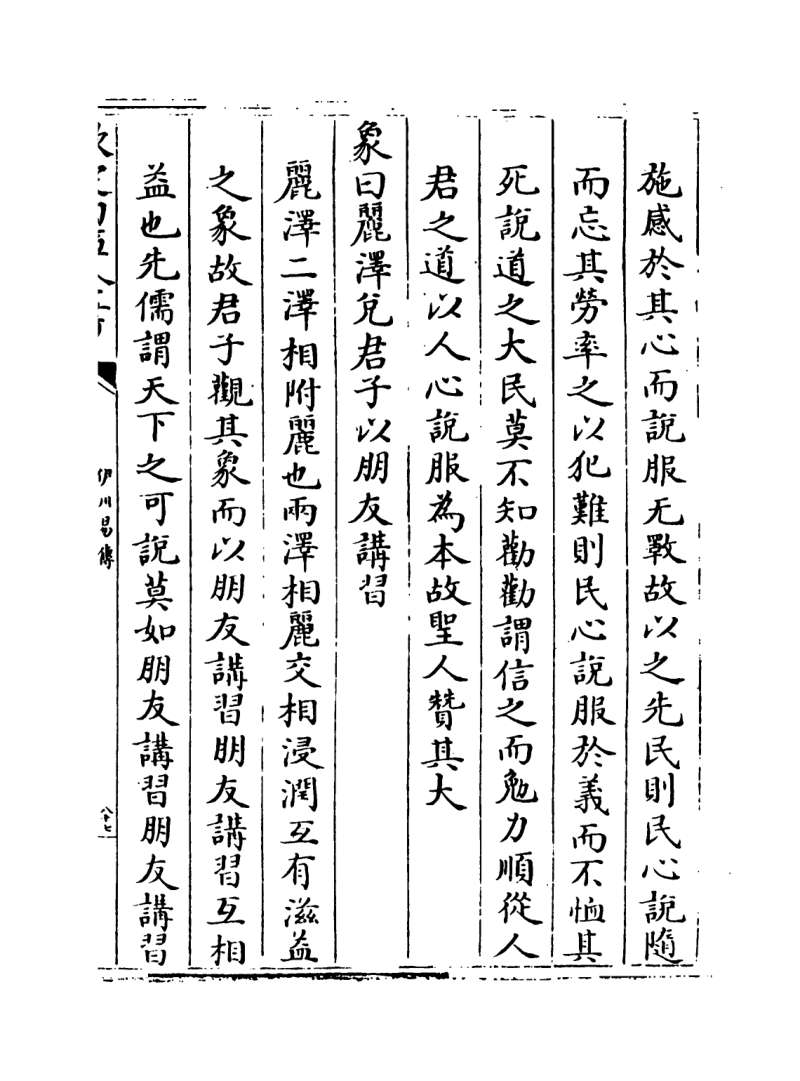 施感於其心而說服无斁故以之先民則民心說隨
而忘其勞率之以犯難則民心說服於義而不恤其
死說道之大民莫不知勸勸謂信之而勉力順從人
君之道以人心說服為本故聖人贊其大
象曰麗澤兌君子以朋友講習
麗澤二澤相附麗也兩澤相麗交相浸潤互有滋益
之象故君子觀其象而以朋友講習朋友講習互相
益也先儒謂天下之可說莫如朋友講習朋友講習
伊川易傳
八十七